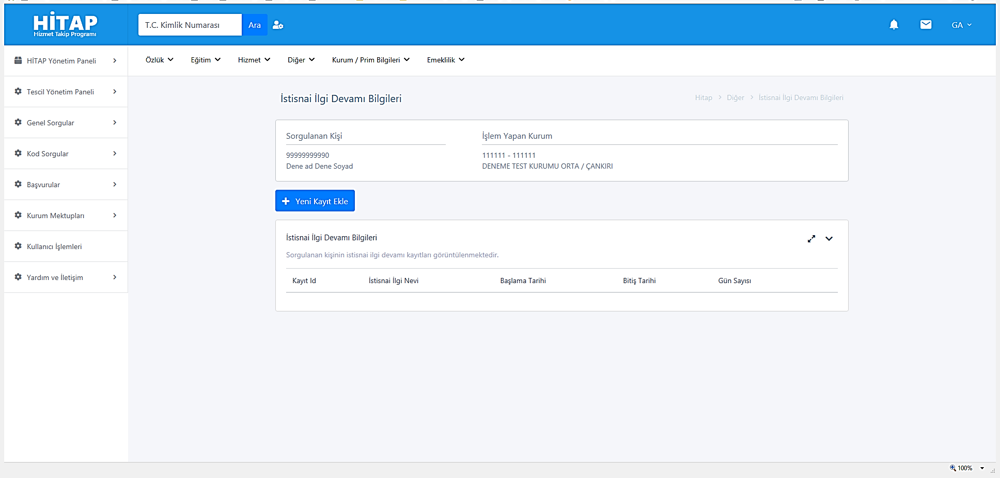 HİTAP
Hizmet Takip Programı
T.C. Kimlik Numarası
Ara
GA
HİTAP Yönetim Paneli
Tescil Yönetim Paneli
Genel Sorgular
Kod Sorgular
Başvurular
Kurum Mektupları
Kullanıcı İşlemleri
Yardım ve İletişim
Özlük Eğitim Hizmet Diğer Kurum / Prim Bilgileri Emeklilik
İstisnai İlgi Devamı Bilgileri
Hitap > Diğer > İstisnai İlgi Devamı Bilgileri
Sorgulanan Kişi
99999999990
Dene ad Dene Soyad
İşlem Yapan Kurum
111111 - 111111
DENEME TEST KURUMU ORTA / ÇANKIRI
Yeni Kayıt Ekle
İstisnai İlgi Devamı Bilgileri
Sorgulanan kişinin istisnai ilgi devamı kayıtları görüntülenmektedir.
Kayıt Id İstisnai İlgi Nevi Başlama Tarihi Bitiş Tarihi Gün Sayısı
100%